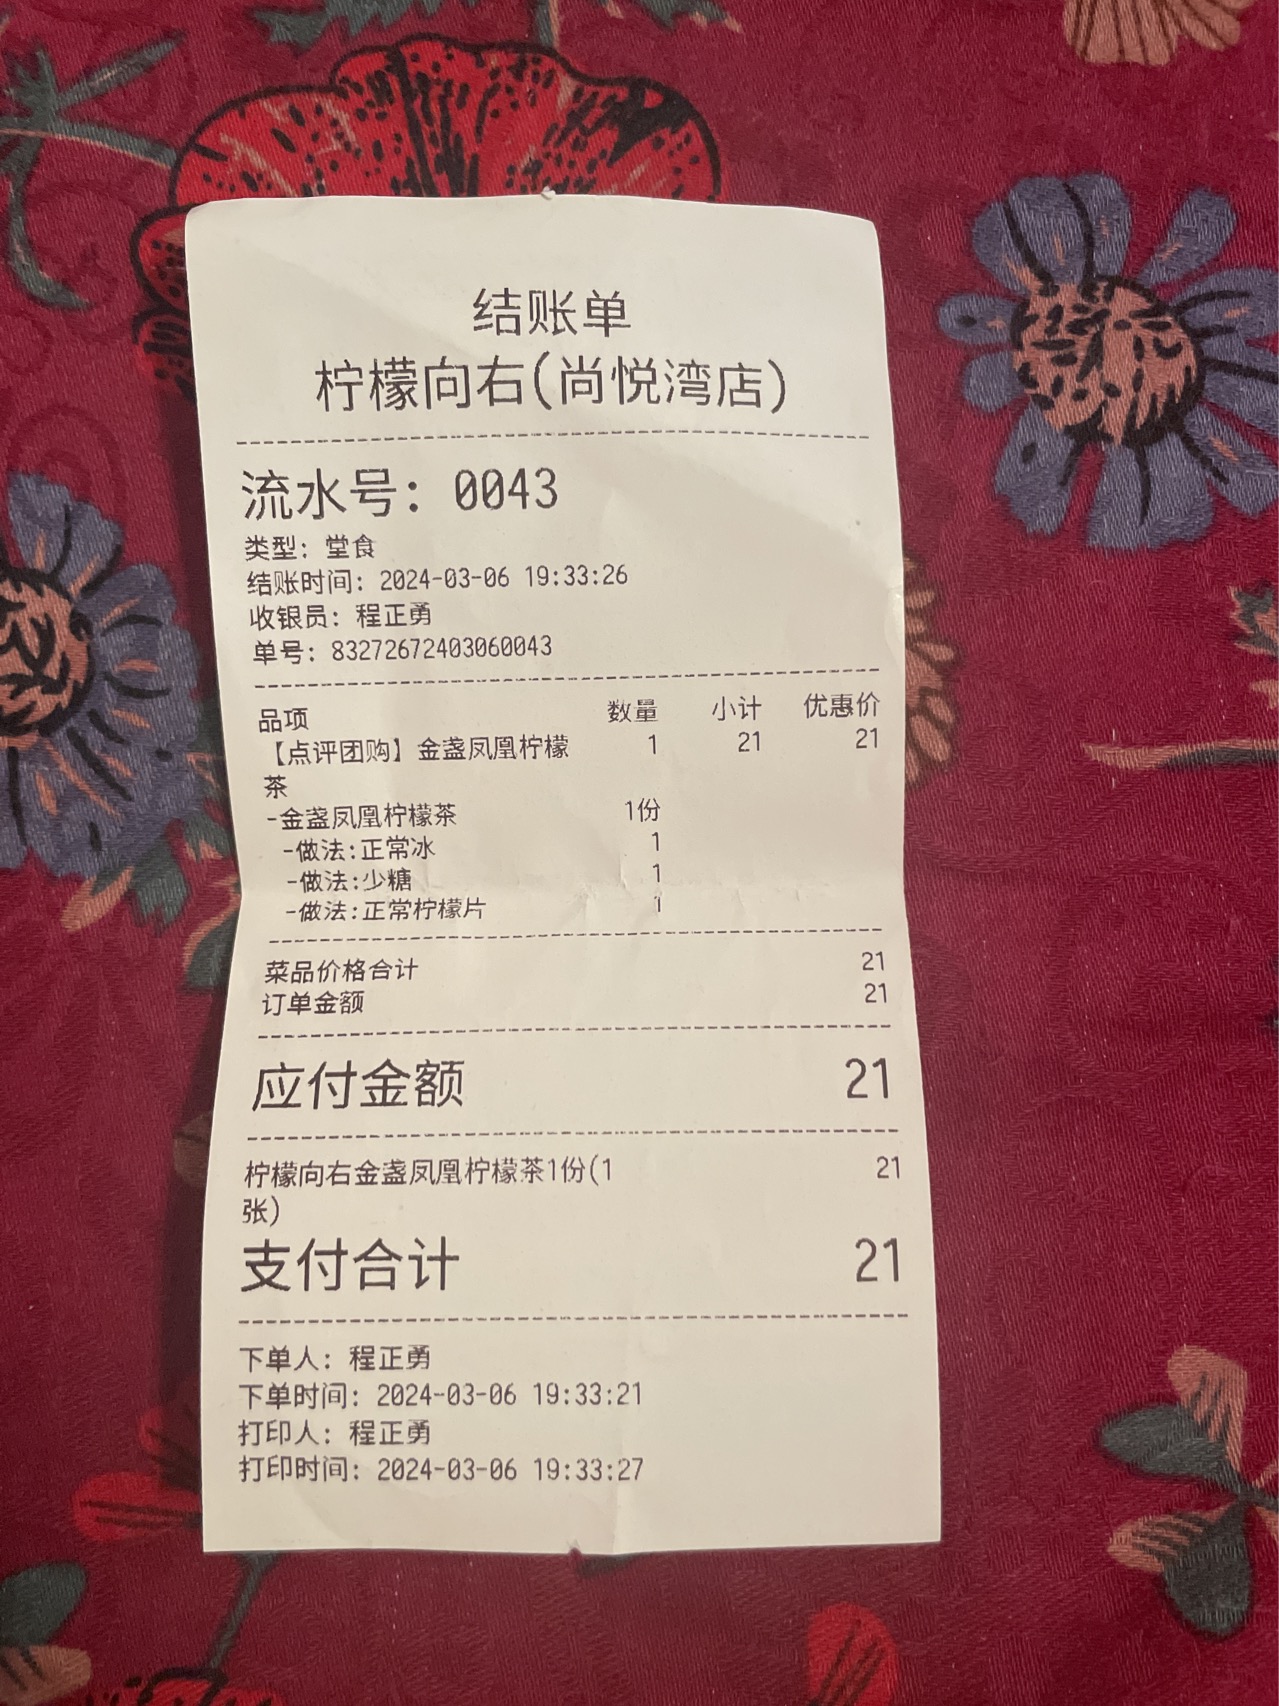 结账单
柠檬向右(尚悦湾店)
流水号: 0043
类型: 堂食
结账时间: 2024-03-06 19:33:26
收银员: 程正勇
单号: 83272672403060043
品项 数量 小计 优惠价
【点评团购】金盏凤凰柠檬 1 21 21
茶
-金盏凤凰柠檬茶 1份
-做法:正常冰 1
-做法:少糖 1
-做法:正常柠檬片 1
菜品价格合计 21
订单金额 21
应付金额 21
柠檬向右金盏凤凰柠檬茶1份(1 21
张)
支付合计 21
下单人: 程正勇
下单时间: 2024-03-06 19:33:21
打印人: 程正勇
打印时间: 2024-03-06 19:33:27